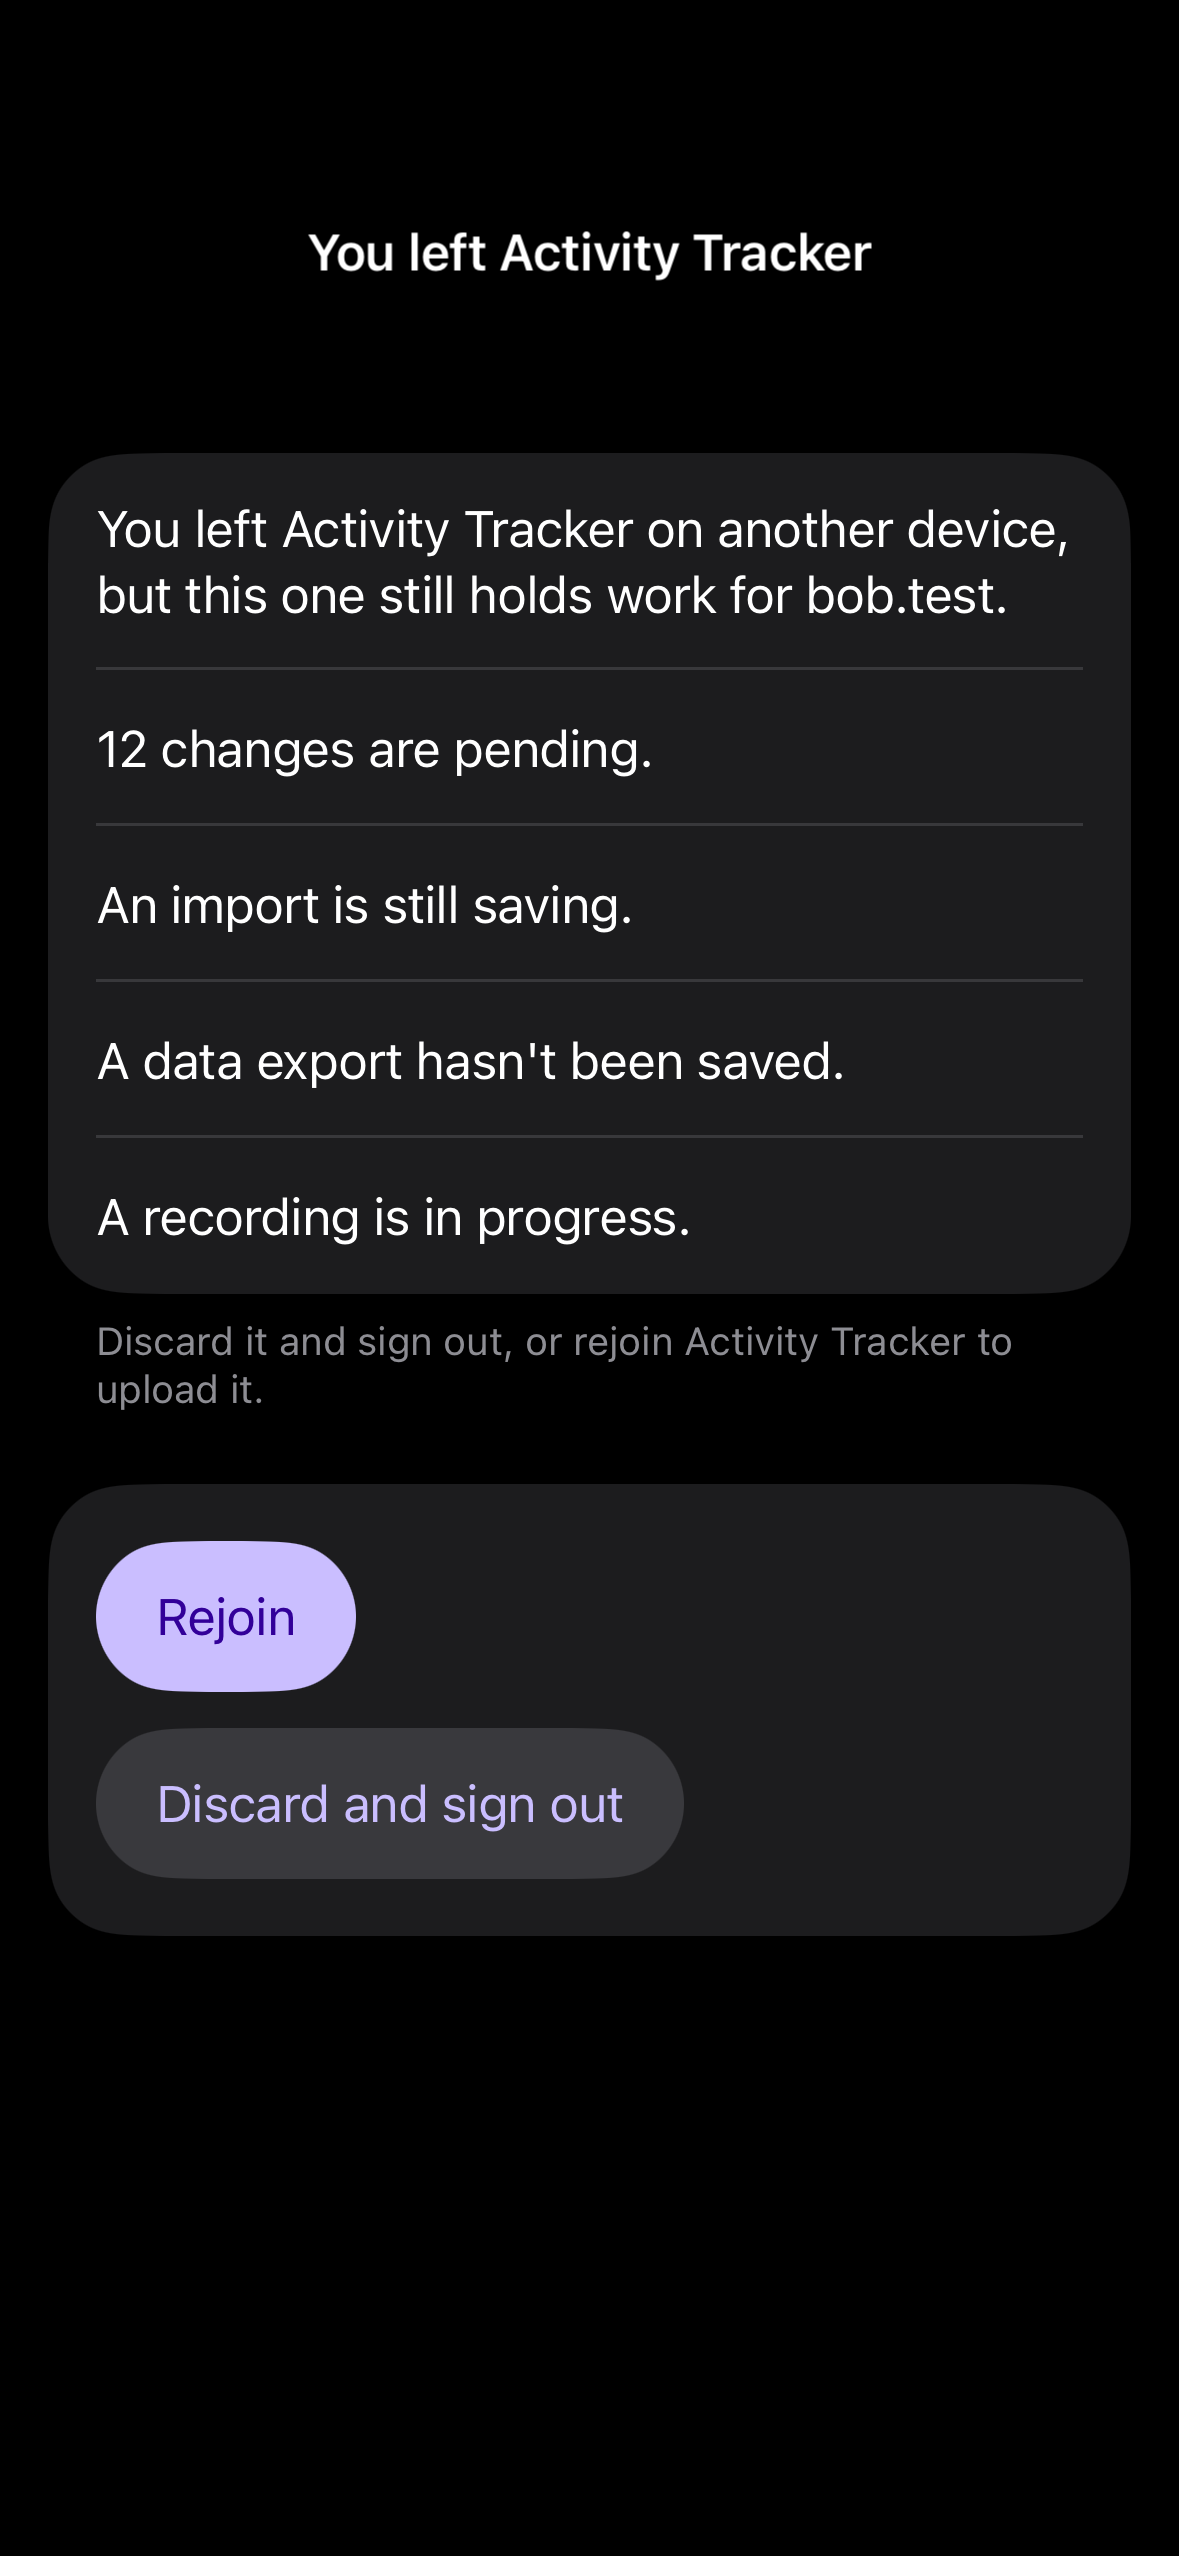 You left Activity Tracker
You left Activity Tracker on another device,
but this one still holds work for bob.test.
12 changes are pending.
An import is still saving.
A data export hasn't been saved.
A recording is in progress.
Discard it and sign out, or rejoin Activity Tracker to
upload it.
Rejoin
Discard and sign out